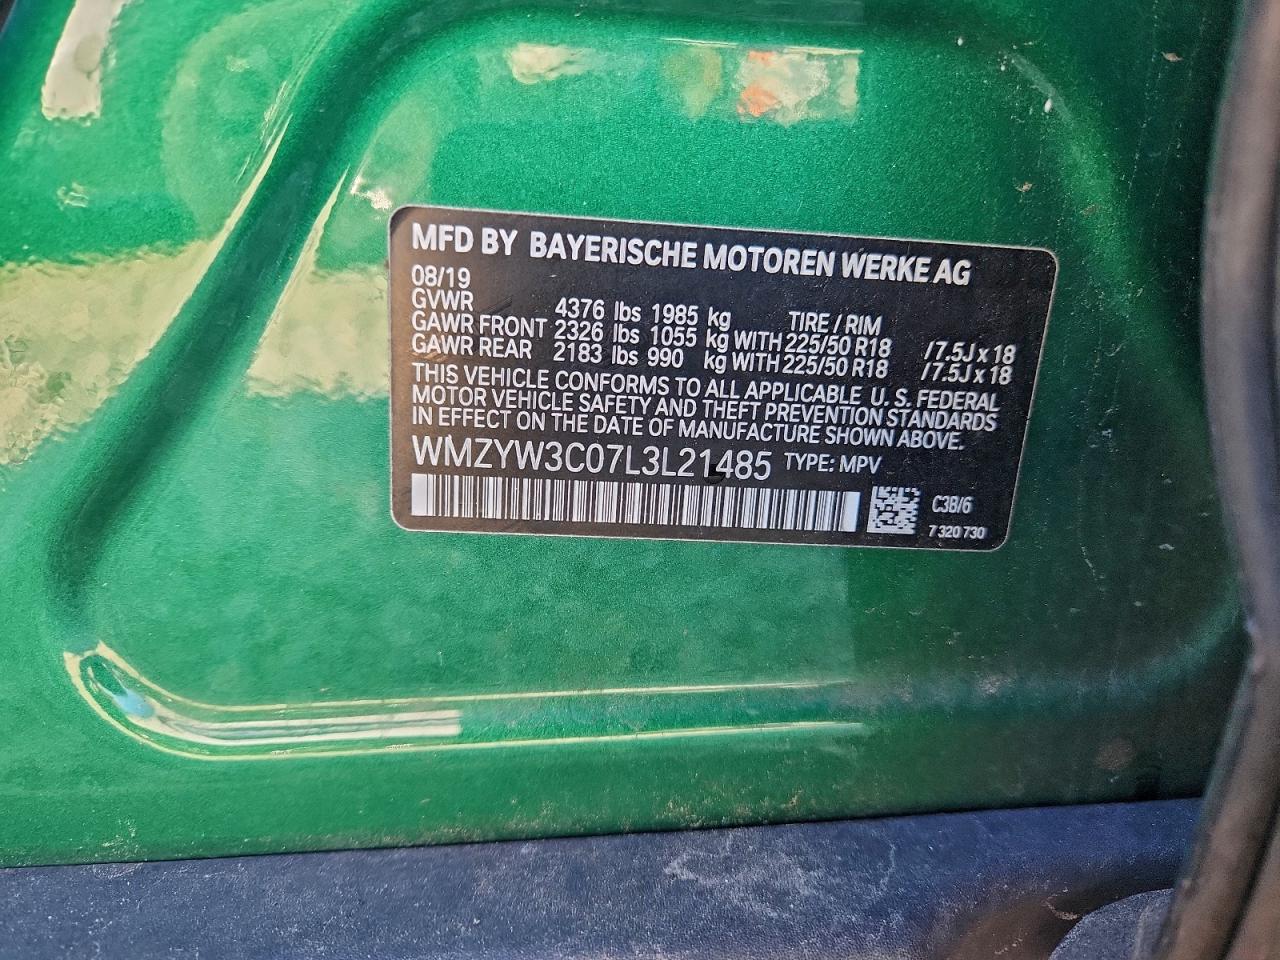 MFD BY BAYERISCHE MOTOREN WERKE AG
08/19
GVWR 4376 lbs 1985 kg TIRE / RIM
GAWR FRONT 2326 lbs 1055 kg WITH 225/50 R18 / 7.5J x 18
GAWR REAR 2183 lbs 990 kg WITH 225/50 R18 / 7.5J x 18
THIS VEHICLE CONFORMS TO ALL APPLICABLE U. S. FEDERAL
MOTOR VEHICLE SAFETY AND THEFT PREVENTION STANDARDS
IN EFFECT ON THE DATE OF MANUFACTURE SHOWN ABOVE.
WMZYW3C07L3L21485 TYPE: MPV
C3B/6
7 320 730